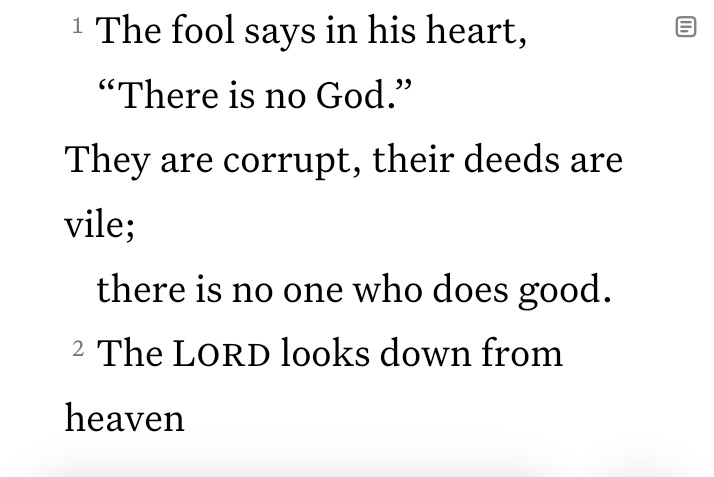 1 The fool says in his heart,
“There is no God.”
They are corrupt, their deeds are
vile;
there is no one who does good.
2 The LORD looks down from
heaven